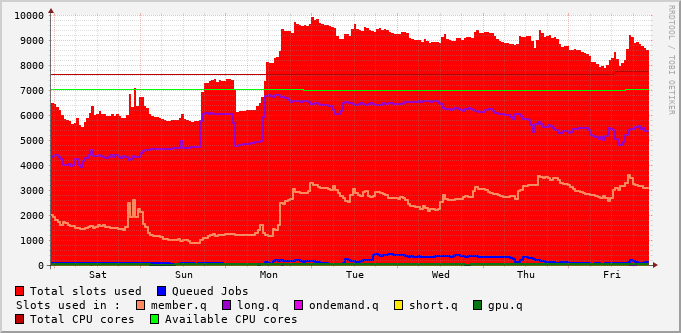 10000
9000
8000
7000
6000
5000
4000
3000
2000
1000
0
Sat Sun Mon Tue Wed Thu Fri
RRDTOOL / TOBI OETIKER
Total slots used Queued Jobs
Slots used in : member.q long.q ondemand.q short.q gpu.q
Total CPU cores Available CPU cores